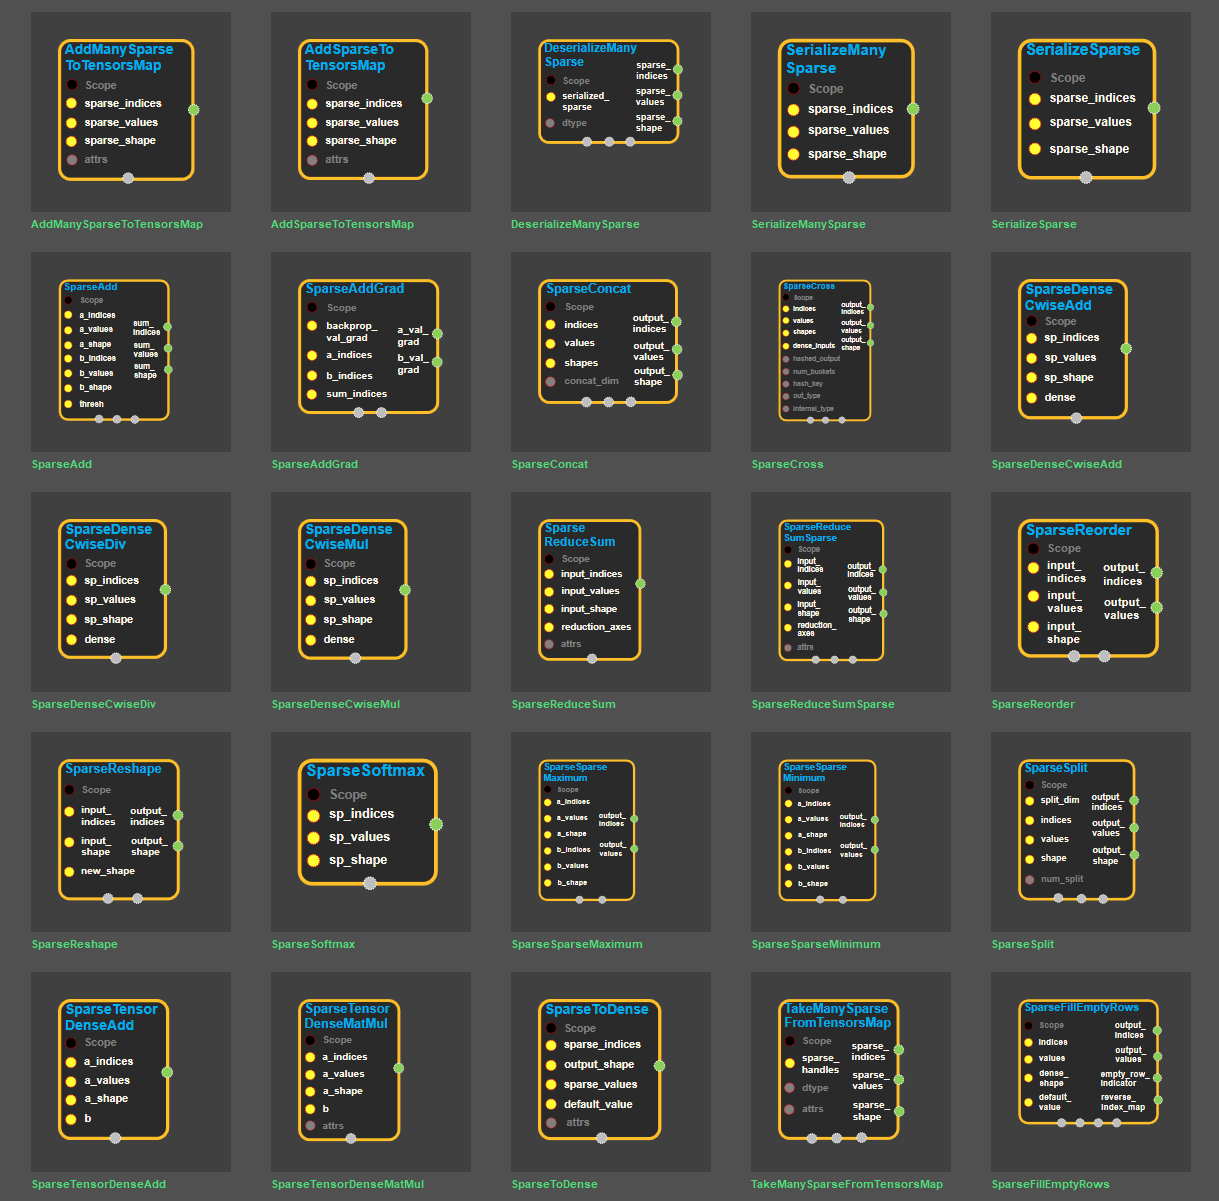 AddManySparse
ToTensorsMap
Scope
sparse_indices
sparse_values
sparse_shape
attrs
AddManySparseToTensorsMap
AddSparseTo
TensorsMap
Scope
sparse_indices
sparse_values
sparse_shape
attrs
AddSparseToTensorsMap
DeserializeMany
Sparse
Scope
serialized_
sparse
dtype
sparse_
indices
sparse_
values
sparse_
shape
DeserializeManySparse
SerializeMany
Sparse
Scope
sparse_indices
sparse_values
sparse_shape
SerializeManySparse
SerializeSparse
Scope
sparse_indices
sparse_values
sparse_shape
SerializeSparse
SparseAdd
Scope
a_indices
a_values
a_shape
b_indices
b_values
b_shape
thresh
sum_
indices
sum_
values
sum_
shape
SparseAdd
SparseAddGrad
Scope
backprop_
val_grad
a_indices
b_indices
sum_indices
a_val_
grad
b_val_
grad
SparseAddGrad
SparseConcat
Scope
indices
values
shapes
concat_dim
output_
indices
output_
values
output_
shape
SparseConcat
SparseCross
Scope
indices
values
shapes
dense_inputs
hashed_output
num_buckets
hash_key
out_type
internal_type
output_
indices
output_
values
output_
shape
SparseCross
SparseDense
CwiseAdd
Scope
sp_indices
sp_values
sp_shape
dense
SparseDenseCwiseAdd
SparseDense
CwiseDiv
Scope
sp_indices
sp_values
sp_shape
dense
SparseDenseCwiseDiv
SparseDense
CwiseMul
Scope
sp_indices
sp_values
sp_shape
dense
SparseDenseCwiseMul
Sparse
ReduceSum
Scope
input_indices
input_values
input_shape
reduction_axes
attrs
SparseReduceSum
SparseReduce
SumSparse
Scope
input_
indices
input_
values
input_
shape
reduction_
axes
attrs
output_
indices
output_
values
output_
shape
SparseReduceSumSparse
SparseReorder
Scope
input_
indices
input_
values
input_
shape
output_
indices
output_
values
SparseReorder
SparseReshape
Scope
input_
indices
input_
shape
new_shape
output_
indices
output_
shape
SparseReshape
SparseSoftmax
Scope
sp_indices
sp_values
sp_shape
SparseSoftmax
SparseSparse
Maximum
Scope
a_indices
a_values
a_shape
b_indices
b_values
b_shape
output_
indices
output_
values
SparseSparseMaximum
SparseSparse
Minimum
Scope
a_indices
a_values
a_shape
b_indices
b_values
b_shape
output_
indices
output_
values
SparseSparseMinimum
SparseSplit
Scope
split_dim
indices
values
shape
num_split
output_
indices
output_
values
output_
shape
SparseSplit
SparseTensor
DenseAdd
Scope
a_indices
a_values
a_shape
b
SparseTensorDenseAdd
SparseTensor
DenseMatMul
Scope
a_indices
a_values
a_shape
b
attrs
SparseTensorDenseMatMul
SparseToDense
Scope
sparse_indices
output_shape
sparse_values
default_value
attrs
SparseToDense
TakeManySparse
FromTensorsMap
Scope
sparse_
handles
dtype
attrs
sparse_
indices
sparse_
values
sparse_
shape
TakeManySparseFromTensorsMap
SparseFillEmptyRows
Scope
indices
values
dense_
shape
default_
value
output_
indices
output_
values
empty_row_
indicator
reverse_
index_map
SparseFillEmptyRows